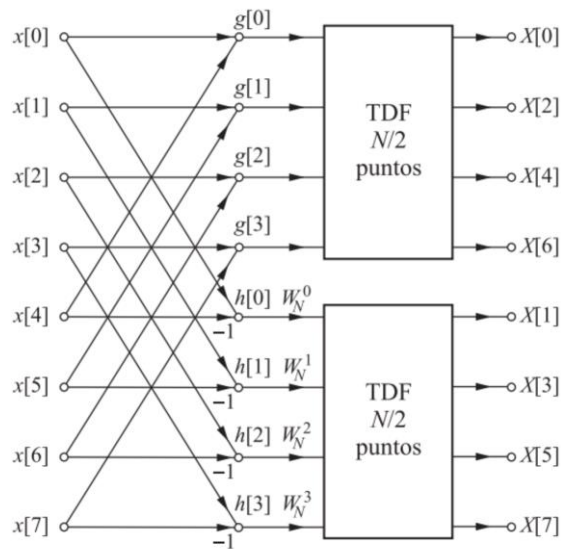 x[0] g[0] X[0]
x[1] g[1] X[2]
TDF
N/2
puntos
x[2] g[2] X[4]
x[3] g[3] X[6]
x[4] -1 h[0] W_N^0 X[1]
x[5] -1 h[1] W_N^1 X[3]
TDF
N/2
puntos
x[6] -1 h[2] W_N^2 X[5]
x[7] -1 h[3] W_N^3 X[7]